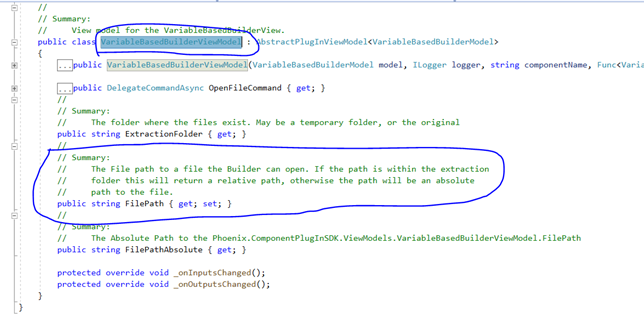 //
// Summary:
//     View model for the VariableBasedBuilderView.
public class VariableBasedBuilderViewModel : AbstractPlugInViewModel<VariableBasedBuilderModel>
{
...public VariableBasedBuilderViewModel(VariableBasedBuilderModel model, ILogger logger, string componentName, Func<Varia
...public DelegateCommandAsync OpenFileCommand { get; }
//
// Summary:
//     The folder where the files exist. May be a temporary folder, or the original
public string ExtractionFolder { get; }
//
// Summary:
//     The File path to a file the Builder can open. If the path is within the extraction
//     folder this will return a relative path, otherwise the path will be an absolute
//     path to the file.
public string FilePath { get; set; }
//
// Summary:
//     The Absolute Path to the Phoenix.ComponentPlugInSDK.ViewModels.VariableBasedBuilderViewModel.FilePath
public string FilePathAbsolute { get; }
protected override void _onInputsChanged();
protected override void _onOutputsChanged();
}
}